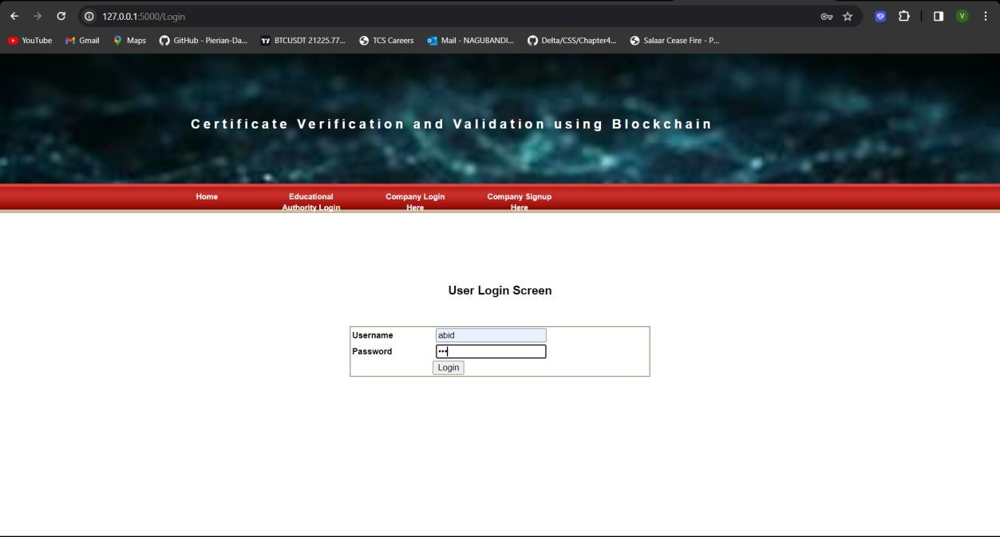 127.0.0.1:5000/Login
V
YouTube Gmail Maps GitHub - Pierian-Da... BTCUSDT 21225.77... TCS Careers Mail - NAGUBANDI... Delta/CSS/Chapter4... Salaar Cease Fire - P...
Certificate Verification and Validation using Blockchain
Home Educational Authority Login Company Login Here Company Signup Here
User Login Screen
Username abid
Password •••
Login